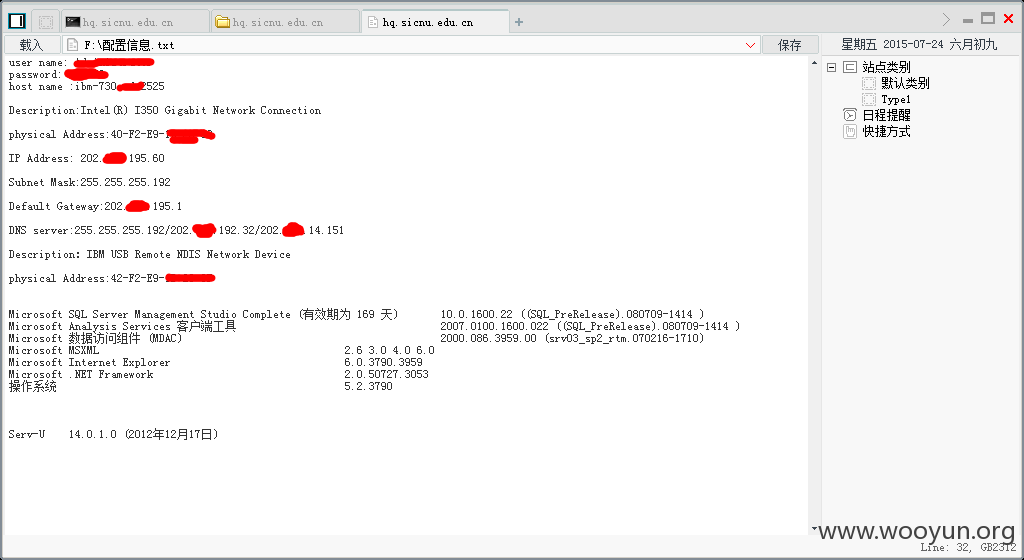 hq.sicnu.edu.cn
hq.sicnu.edu.cn
hq.sicnu.edu.cn
载入
F:\配置信息.txt
保存
星期五 2015-07-24 六月初九
user name:
password:
host name :ibm-730 2525
Description:Intel(R) I350 Gigabit Network Connection
physical Address:40-F2-E9-
IP Address: 202. 195.60
Subnet Mask:255.255.255.192
Default Gateway:202. 195.1
DNS server:255.255.255.192/202. 192.32/202. 14.151
Description: IBM USB Remote NDIS Network Device
physical Address:42-F2-E9-
Microsoft SQL Server Management Studio Complete (有效期为 169 天) 10.0.1600.22 ((SQL_PreRelease).080709-1414 )
Microsoft Analysis Services 客户端工具 2007.0100.1600.022 ((SQL_PreRelease).080709-1414 )
Microsoft 数据访问组件 (MDAC) 2000.086.3959.00 (srv03_sp2_rtm.070216-1710)
Microsoft MSXML 2.6 3.0 4.0 6.0
Microsoft Internet Explorer 6.0.3790.3959
Microsoft .NET Framework 2.0.50727.3053
操作系统 5.2.3790
Serv-U 14.0.1.0 (2012年12月17日)
站点类别
默认类别
Type1
日程提醒
快捷方式
www.wooyun.org
Line: 32, GB2312